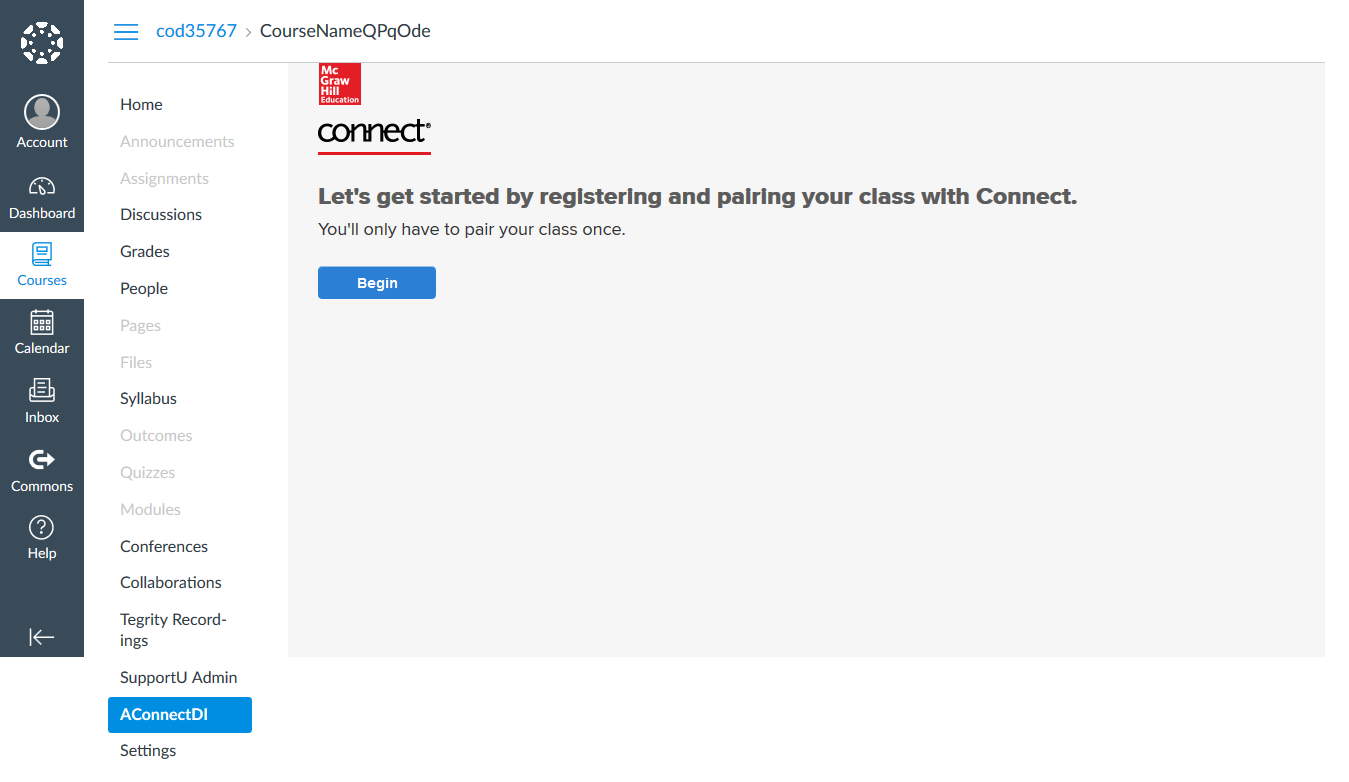 cod35767 › CourseNameQPqOde
Account
Dashboard
Courses
Calendar
Inbox
Commons
?
Help
Home
Announcements
Assignments
Discussions
Grades
People
Pages
Files
Syllabus
Outcomes
Quizzes
Modules
Conferences
Collaborations
Tegrity Record-
ings
SupportU Admin
AConnectDI
Settings
Mc
Graw
Hill
Education
connect®
Let's get started by registering and pairing your class with Connect.
You'll only have to pair your class once.
Begin